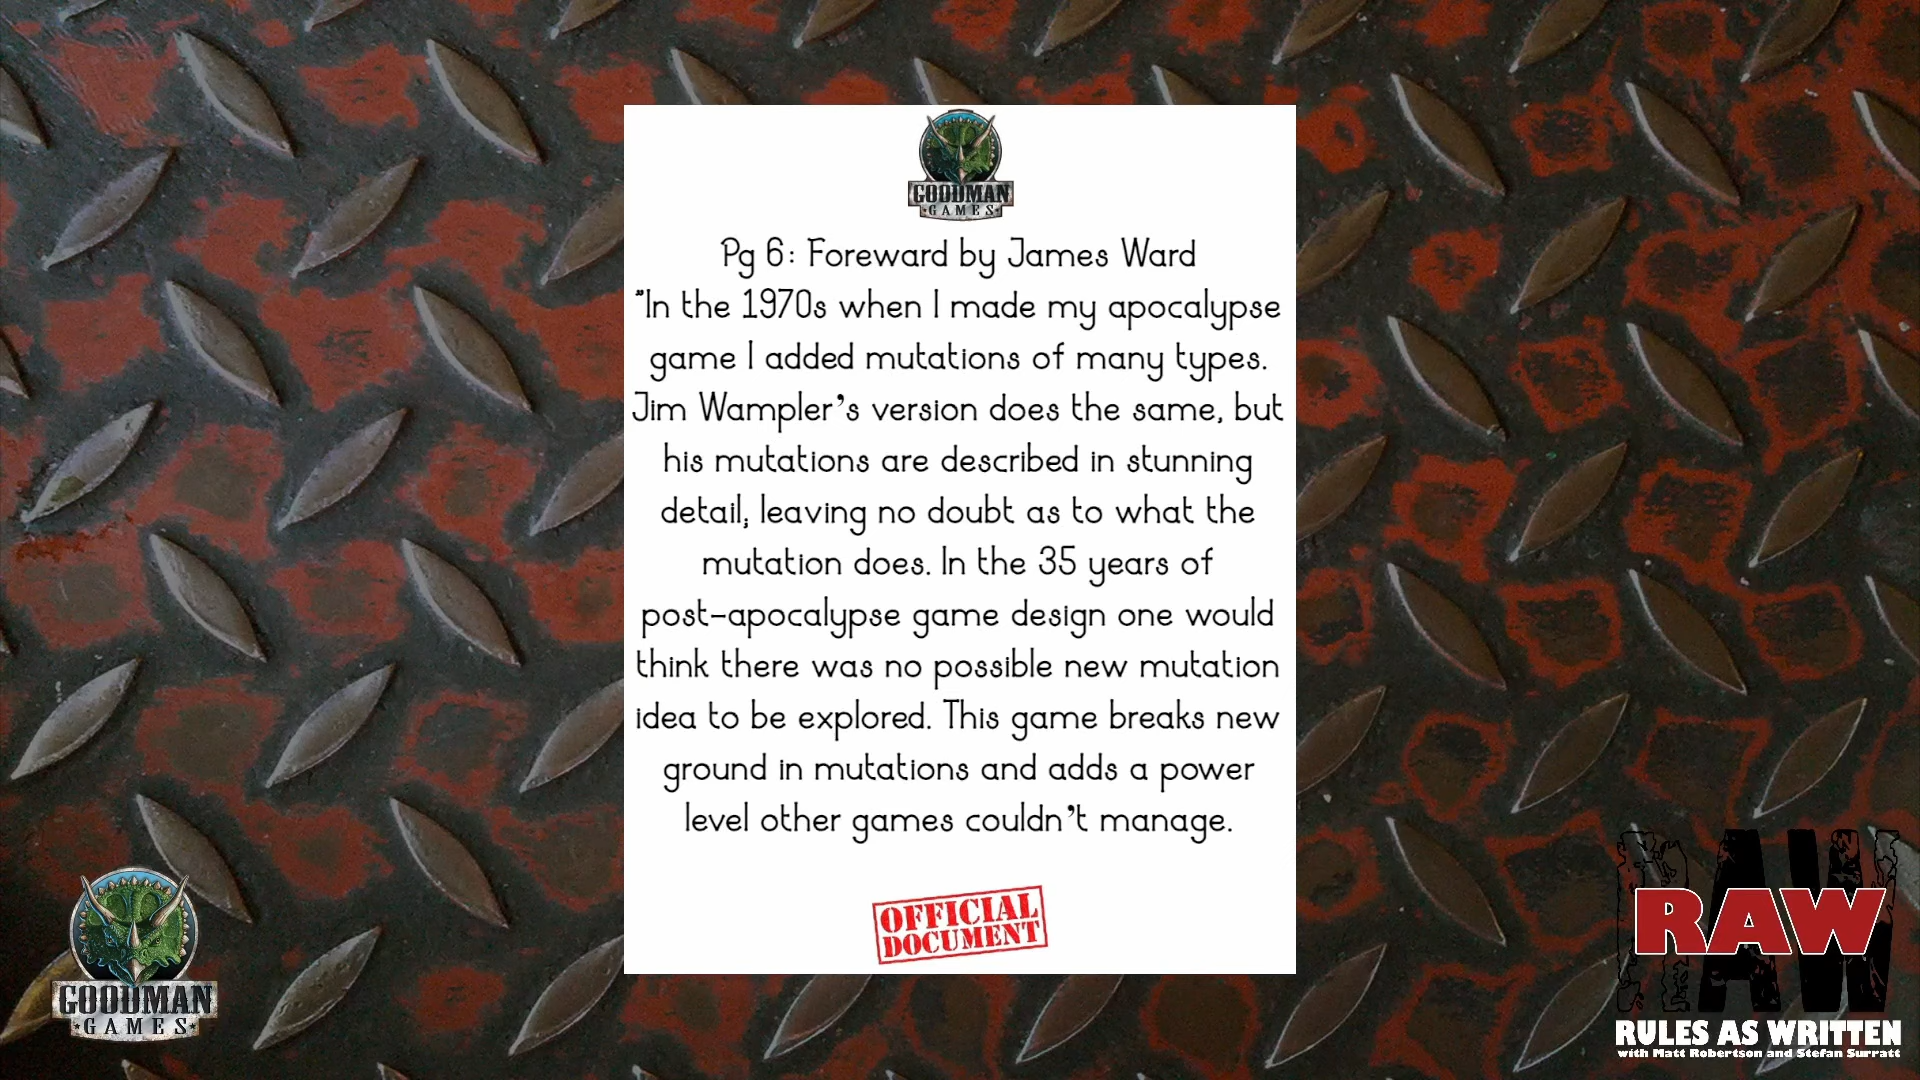 GOODMAN
GAMES
Pg 6: Foreward by James Ward
"In the 1970s when I made my apocalypse
game I added mutations of many types.
Jim Wampler's version does the same, but
his mutations are described in stunning
detail; leaving no doubt as to what the
mutation does. In the 35 years of
post-apocalypse game design one would
think there was no possible new mutation
idea to be explored. This game breaks new
ground in mutations and adds a power
level other games couldn't manage.
OFFICIAL
DOCUMENT
GOODMAN
GAMES
RAW
RAW
RULES AS WRITTEN
with Matt Robertson and Stefan Surratt